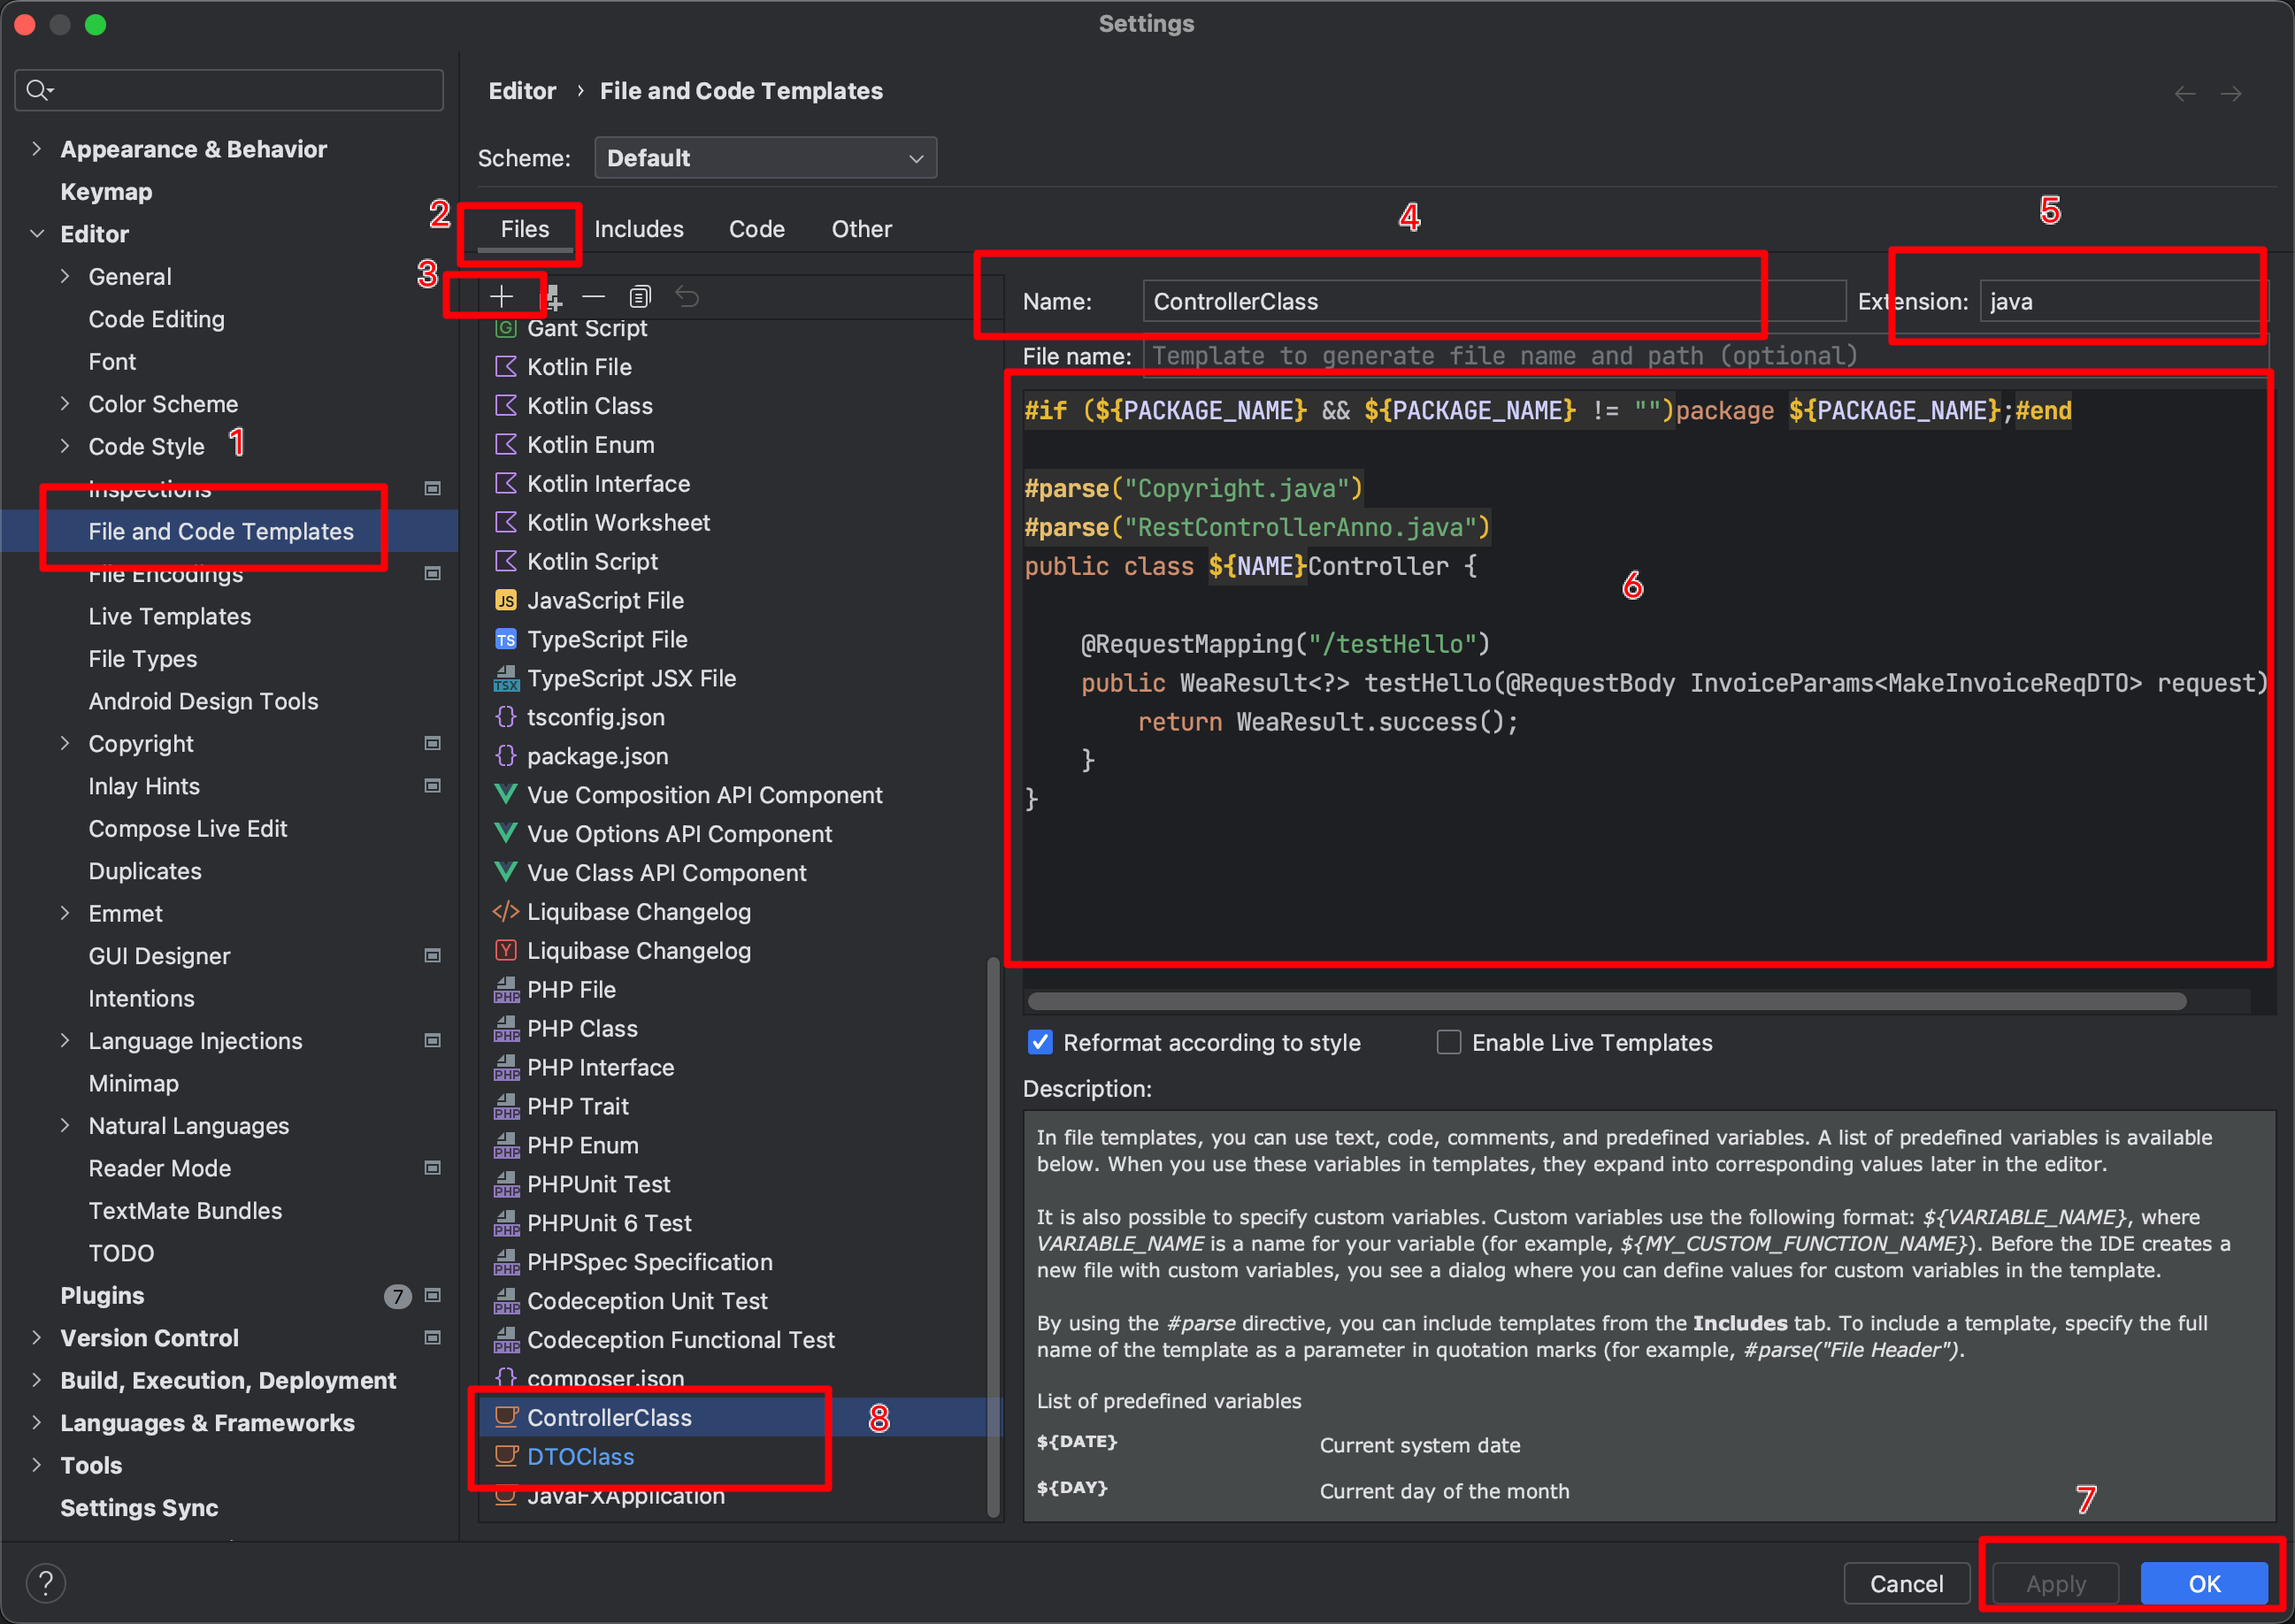 Settings
Appearance & Behavior
Keymap
Editor
General
Code Editing
Font
Color Scheme
Code Style
1
Inspections
File and Code Templates
File Encodings
Live Templates
File Types
Android Design Tools
Copyright
Inlay Hints
Compose Live Edit
Duplicates
Emmet
GUI Designer
Intentions
Language Injections
Minimap
Natural Languages
Reader Mode
TextMate Bundles
TODO
Plugins 7
Version Control
Build, Execution, Deployment
Languages & Frameworks
Tools
Settings Sync
?
Editor › File and Code Templates
Scheme: Default
2
Files Includes Code Other
3
Gant Script
Kotlin File
Kotlin Class
Kotlin Enum
Kotlin Interface
Kotlin Worksheet
Kotlin Script
JS JavaScript File
TS TypeScript File
TSX TypeScript JSX File
{} tsconfig.json
{} package.json
Vue Composition API Component
Vue Options API Component
Vue Class API Component
</> Liquibase Changelog
Y Liquibase Changelog
PHP PHP File
PHP PHP Class
PHP PHP Interface
PHP PHP Trait
PHP PHP Enum
PHP PHPUnit Test
PHP PHPUnit 6 Test
PHP PHPSpec Specification
PHP Codeception Unit Test
PHP Codeception Functional Test
{} composer.json
ControllerClass
8
DTOClass
JavaFXApplication
4
5
Name: ControllerClass Extension: java
File name: Template to generate file name and path (optional)
#if (${PACKAGE_NAME} && ${PACKAGE_NAME} != "")package ${PACKAGE_NAME};#end
#parse("Copyright.java")
#parse("RestControllerAnno.java")
public class ${NAME}Controller {
6
@RequestMapping("/testHello")
public WeaResult<?> testHello(@RequestBody InvoiceParams<MakeInvoiceReqDTO> request)
return WeaResult.success();
}
}
Reformat according to style Enable Live Templates
Description:
In file templates, you can use text, code, comments, and predefined variables. A list of predefined variables is available
below. When you use these variables in templates, they expand into corresponding values later in the editor.
It is also possible to specify custom variables. Custom variables use the following format: ${VARIABLE_NAME}, where
VARIABLE_NAME is a name for your variable (for example, ${MY_CUSTOM_FUNCTION_NAME}). Before the IDE creates a
new file with custom variables, you see a dialog where you can define values for custom variables in the template.
By using the #parse directive, you can include templates from the Includes tab. To include a template, specify the full
name of the template as a parameter in quotation marks (for example, #parse("File Header").
List of predefined variables
${DATE} Current system date
${DAY} Current day of the month
7
Cancel Apply OK